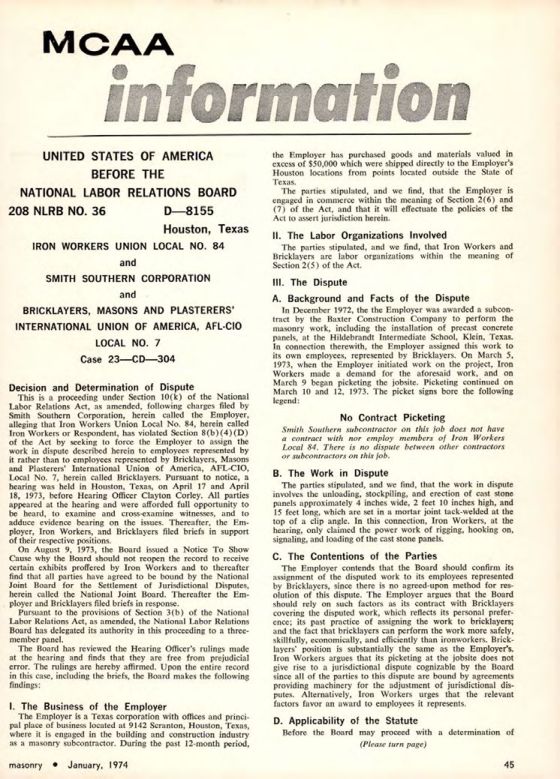 MCAA
information
UNITED STATES OF AMERICA
BEFORE THE
NATIONAL LABOR RELATIONS BOARD
208 NLRB NO. 36 D—8155
Houston, Texas
IRON WORKERS UNION LOCAL NO. 84
and
SMITH SOUTHERN CORPORATION
and
BRICKLAYERS, MASONS AND PLASTERERS'
INTERNATIONAL UNION OF AMERICA, AFL-CIO
LOCAL NO. 7
Case 23—CD—304
Decision and Determination of Dispute
This is a proceeding under Section 10(k) of the National
Labor Relations Act, as amended, following charges filed by
Smith Southern Corporation, herein called the Employer,
alleging that Iron Workers Union Local No. 84, herein called
Iron Workers or Respondent, has violated Section 8(b)(4)(D)
of the Act by seeking to force the Employer to assign the
work in dispute described herein to employees represented by
it rather than to employees represented by Bricklayers, Masons
and Plasterers' International Union of America, AFL-CIO,
Local No. 7, herein called Bricklayers. Pursuant to notice, a
hearing was held in Houston, Texas, on April 17 and April
18, 1973, before Hearing Officer Clayton Corley. All parties
appeared at the hearing and were afforded full opportunity to
be heard, to examine and cross-examine witnesses, and to
adduce evidence bearing on the issues. Thereafter, the Em-
ployer, Iron Workers, and Bricklayers filed briefs in support
of their respective positions.
On August 9, 1973, the Board issued a Notice To Show
Cause why the Board should not reopen the record to receive
certain exhibits proffered by Iron Workers and to thereafter
find that all parties have agreed to be bound by the National
Joint Board for the Settlement of Jurisdictional Disputes,
herein called the National Joint Board. Thereafter the Em-
ployer and Bricklayers filed briefs in response.
Pursuant to the provisions of Section 3(b) of the National
Labor Relations Act, as amended, the National Labor Relations
Board has delegated its authority in this proceeding to a three-
member panel.
The Board has reviewed the Hearing Officer's rulings made
at the hearing and finds that they are free from prejudicial
error. The rulings are hereby affirmed. Upon the entire record
in this case, including the briefs, the Board makes the following
findings:
I. The Business of the Employer
The Employer is a Texas corporation with offices and princi-
pal place of business located at 9142 Scranton, Houston, Texas,
where it is engaged in the building and construction industry
as a masonry subcontractor. During the past 12-month period,
the Employer has purchased goods and materials valued in
excess of $50,000 which were shipped directly to the Employer's
Houston locations from points located outside the State of
Texas.
The parties stipulated, and we find, that the Employer is
engaged in commerce within the meaning of Section 2(6) and
(7) of the Act, and that it will effectuate the policies of the
Act to assert jurisdiction herein.
II. The Labor Organizations Involved
The parties stipulated, and we find, that Iron Workers and
Bricklayers are labor organizations within the meaning of
Section 2(5) of the Act.
III. The Dispute
A. Background and Facts of the Dispute
In December 1972, the the Employer was awarded a subcon-
tract by the Baxter Construction Company to perform the
masonry work, including the installation of precast concrete
panels, at the Hildebrandt Intermediate School, Klein, Texas.
In connection therewith, the Employer assigned this work to
its own employees, represented by Bricklayers. On March 5,
1973, when the Employer initiated work on the project, Iron
Workers made a demand for the aforesaid work, and on
March 9 began picketing the jobsite. Picketing continued on
March 10 and 12, 1973. The picket signs bore the following
legend:
No Contract Picketing
Smith Southern subcontractor on this job does not have
a contract with nor employ members of Iron Workers
Local 84. There is no dispute between other contractors
or subcontractors on this job.
B. The Work in Dispute
The parties stipulated, and we find, that the work in dispute
involves the unloading, stockpiling, and erection of cast stone
panels approximately 4 inches wide, 2 feet 10 inches high, and
15 feet long, which are set in a mortar joint tack-welded at the
top of a clip angle. In this connection, Iron Workers, at the
hearing, only claimed the power work of rigging, hooking on,
signaling, and loading of the cast stone panels.
C. The Contentions of the Parties
The Employer contends that the Board should confirm its
assignment of the disputed work to its employees represented
by Bricklayers, since there is no agreed-upon method for res-
olution of this dispute. The Employer argues that the Board
should rely on such factors as its contract with Bricklayers
covering the disputed work, which reflects its personal prefer-
ence; its past practice of assigning the work to bricklayers;
and the fact that bricklayers can perform the work more safely,
skillfully, economically, and efficiently than ironworkers. Brick-
layers' position is substantially the same as the Employer's.
Iron Workers argues that its picketing at the jobsite does not
give rise to a jurisdictional dispute cognizable by the Board
since all of the parties to this dispute are bound by agreements
providing machinery for the adjustment of jurisdictional dis-
putes. Alternatively, Iron Workers urges that the relevant
factors favor an award to employees it represents.
D. Applicability of the Statute
Before the Board may proceed with a determination of
(Please turn page)
masonry • January, 1974 45